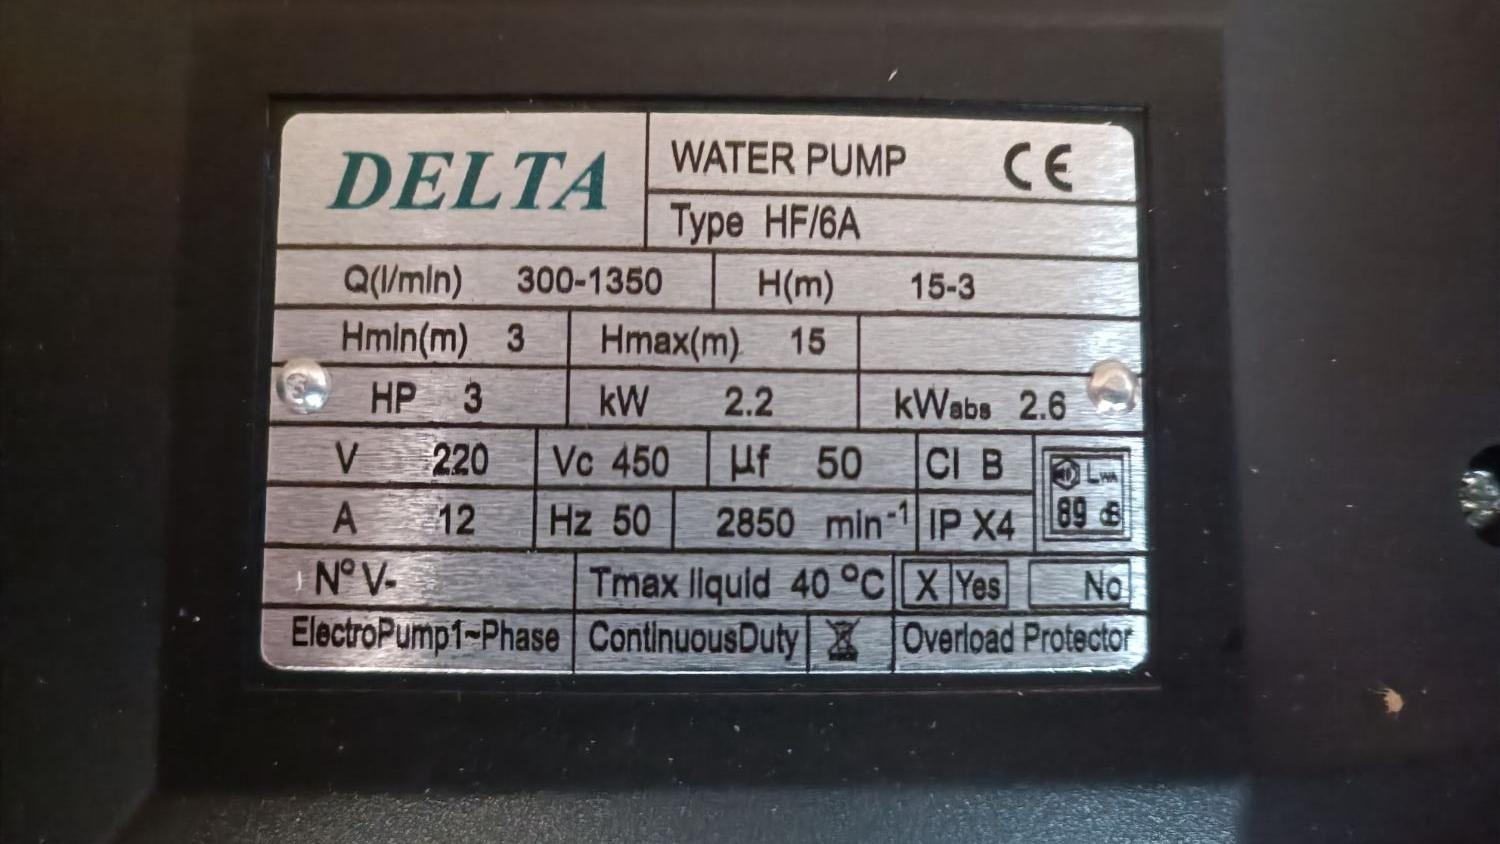 DELTA
WATER PUMP CE
Type HF/6A
Q(l/min) 300-1350 H(m) 15-3
Hmin(m) 3 Hmax(m) 15
HP 3 kW 2.2 kWabs 2.6
V 220 Vc 450 µf 50 Cl B
LWA
A 12 Hz 50 2850 min⁻¹ IP X4 89 dB
N° V- Tmax liquid 40 °C X Yes No
ElectroPump1~Phase ContinuousDuty Overload Protector